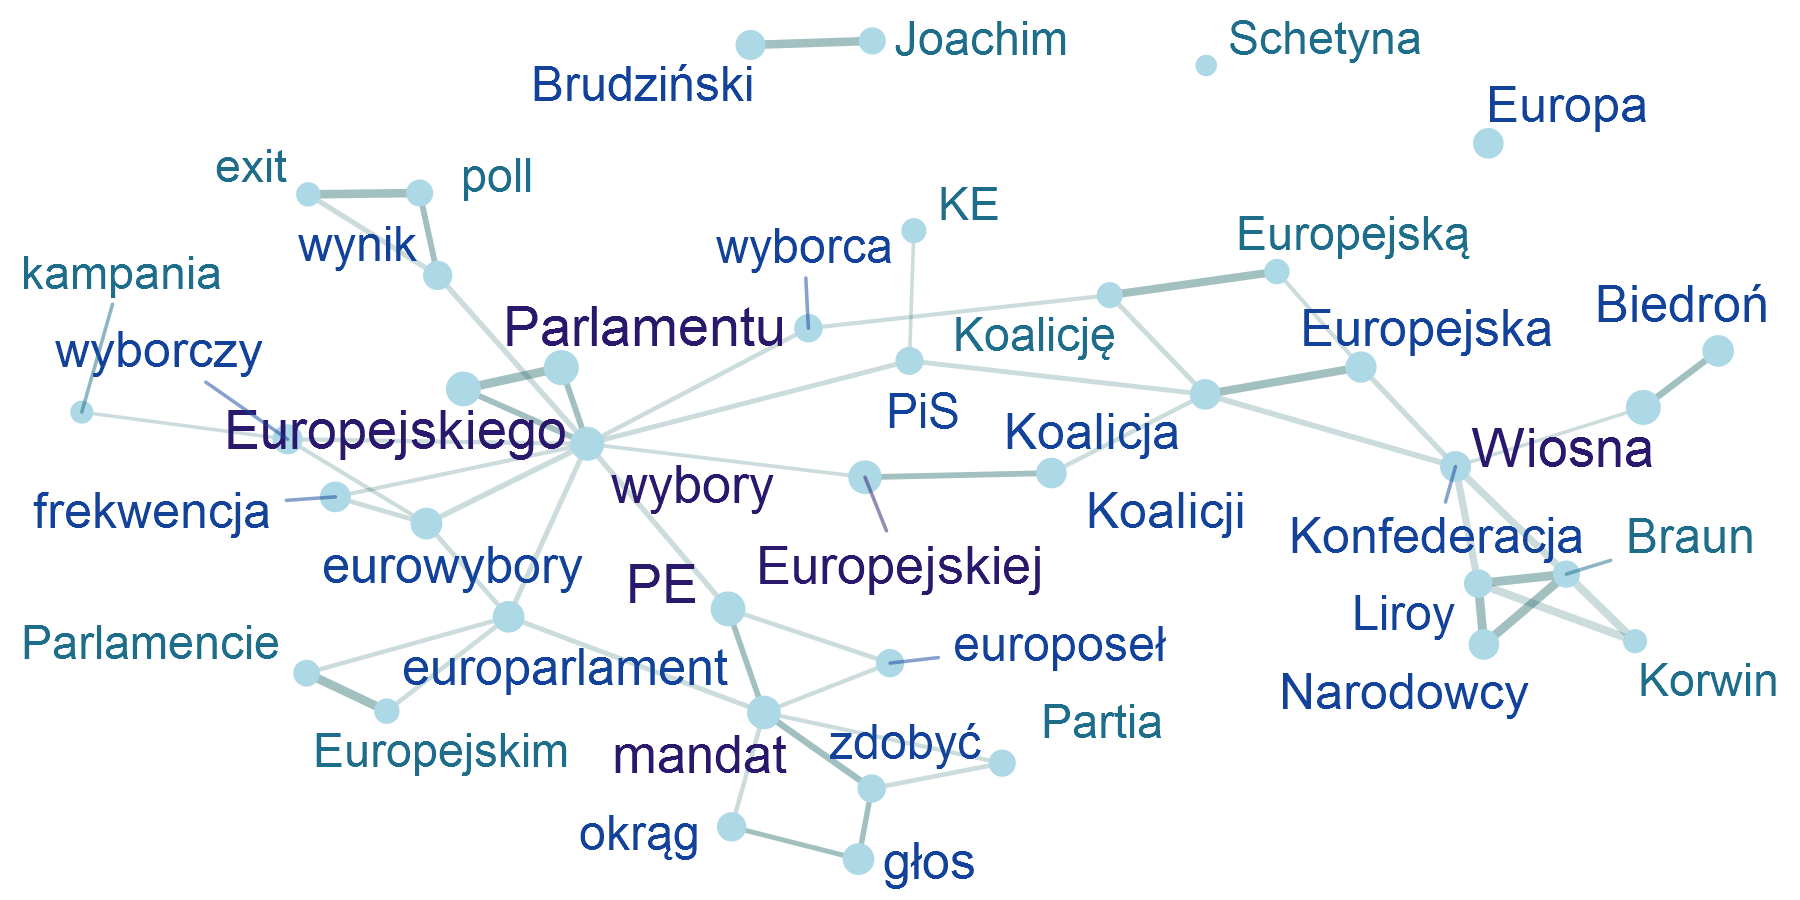 Joachim
Schetyna
Brudziński
Europa
exit
poll
KE
wynik
wyborca
Europejską
kampania
Biedroń
Parlamentu
Koalicję
Europejska
wyborczy
PiS
Europejskiego
Koalicja
Wiosna
wybory
frekwencja
Koalicji
Konfederacja
Braun
eurowybory
PE
Europejskiej
Liroy
Parlamencie
europarlament
europoseł
Narodowcy
Korwin
Partia
Europejskim
mandat
zdobyć
okrąg
głos